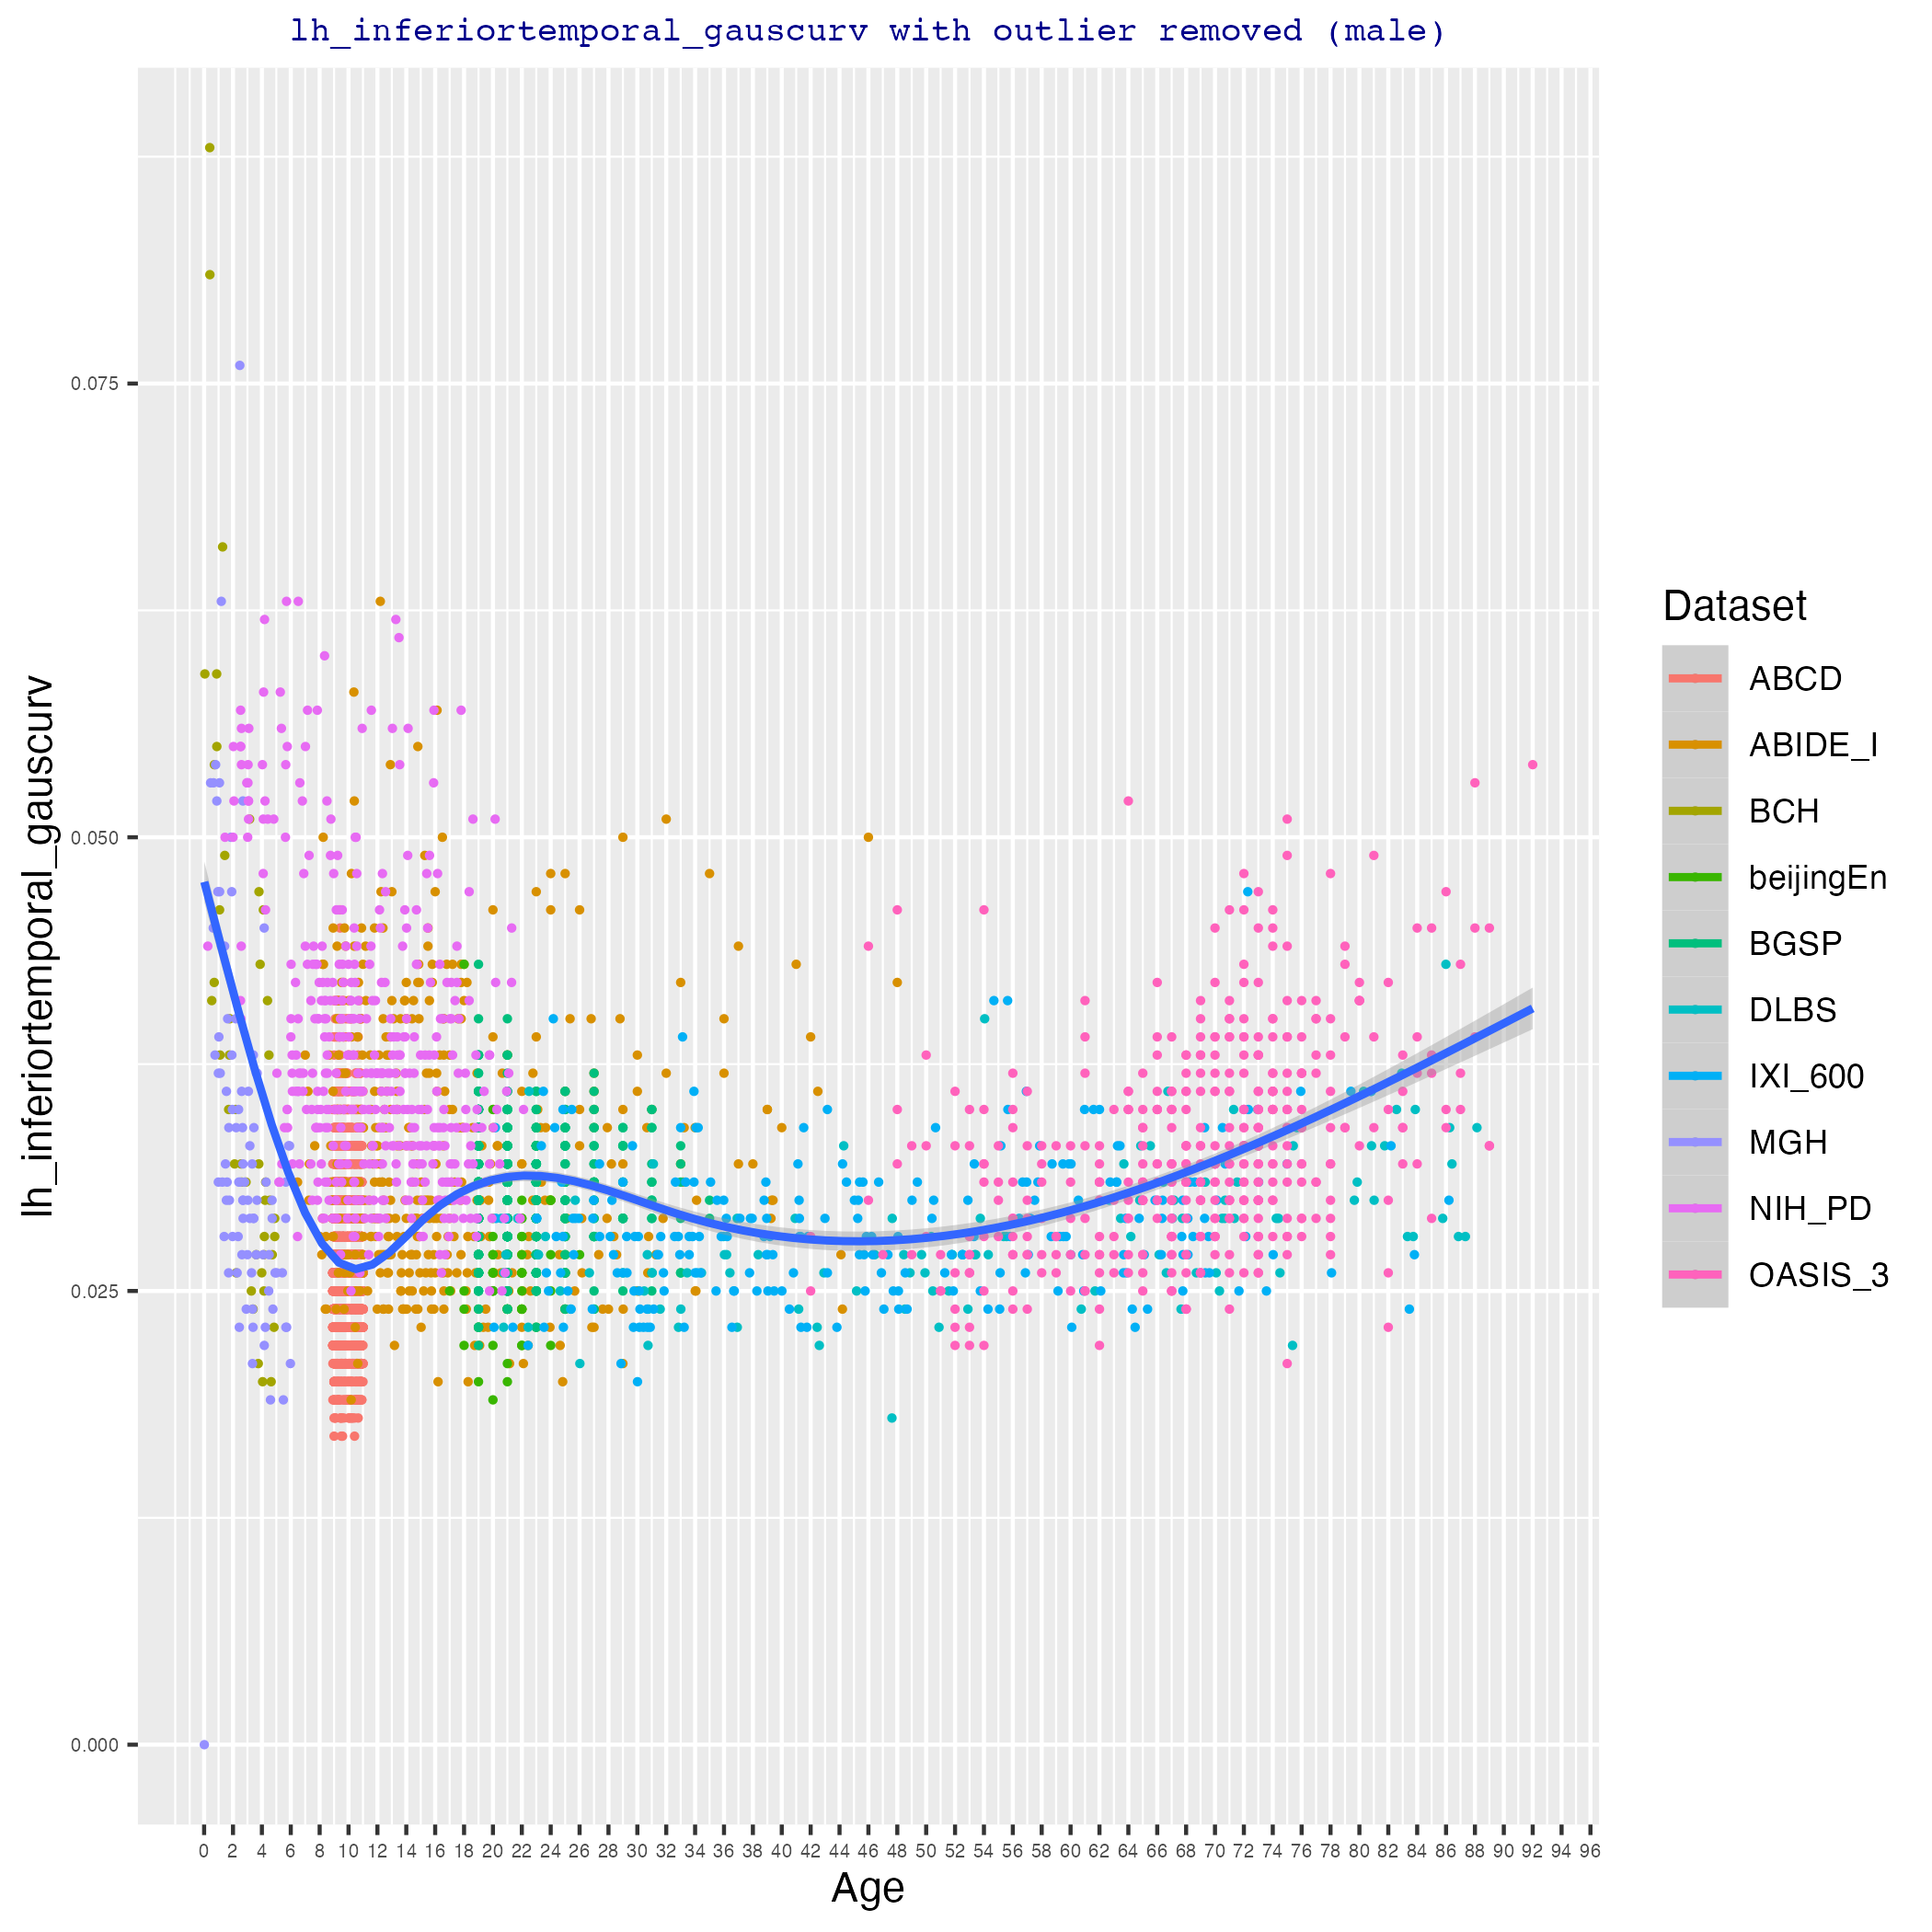 lh_inferiortemporal_gauscurv with outlier removed (male)
lh_inferiortemporal_gauscurv
0.075
0.050
0.025
0.000
0 2 4 6 8 10 12 14 16 18 20 22 24 26 28 30 32 34 36 38 40 42 44 46 48 50 52 54 56 58 60 62 64 66 68 70 72 74 76 78 80 82 84 86 88 90 92 94 96
Age
Dataset
ABCD
ABIDE_I
BCH
beijingEn
BGSP
DLBS
IXI_600
MGH
NIH_PD
OASIS_3